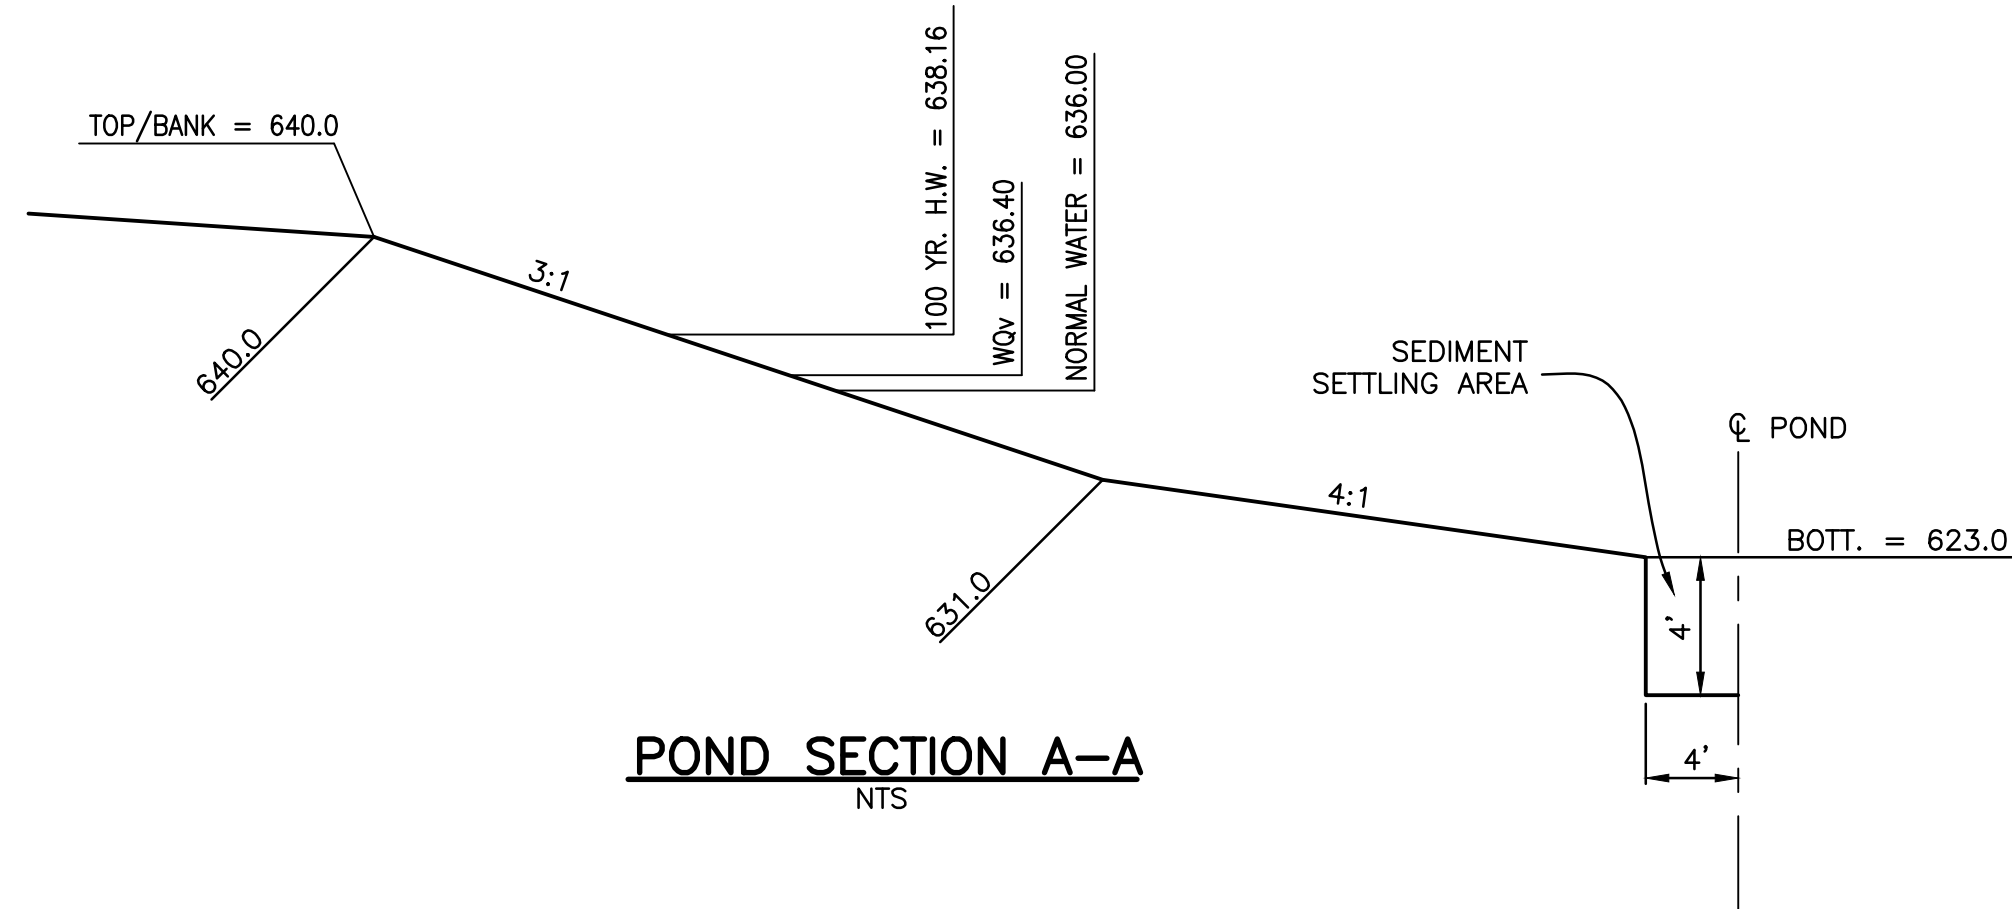 TOP/BANK = 640.0
640.0
3:1
100 YR. H.W. = 638.16
WQv = 636.40
NORMAL WATER = 636.00
631.0
4:1
SEDIMENT
SETTLING AREA
℄ POND
BOTT. = 623.0
4'
4'
POND SECTION A-A
NTS